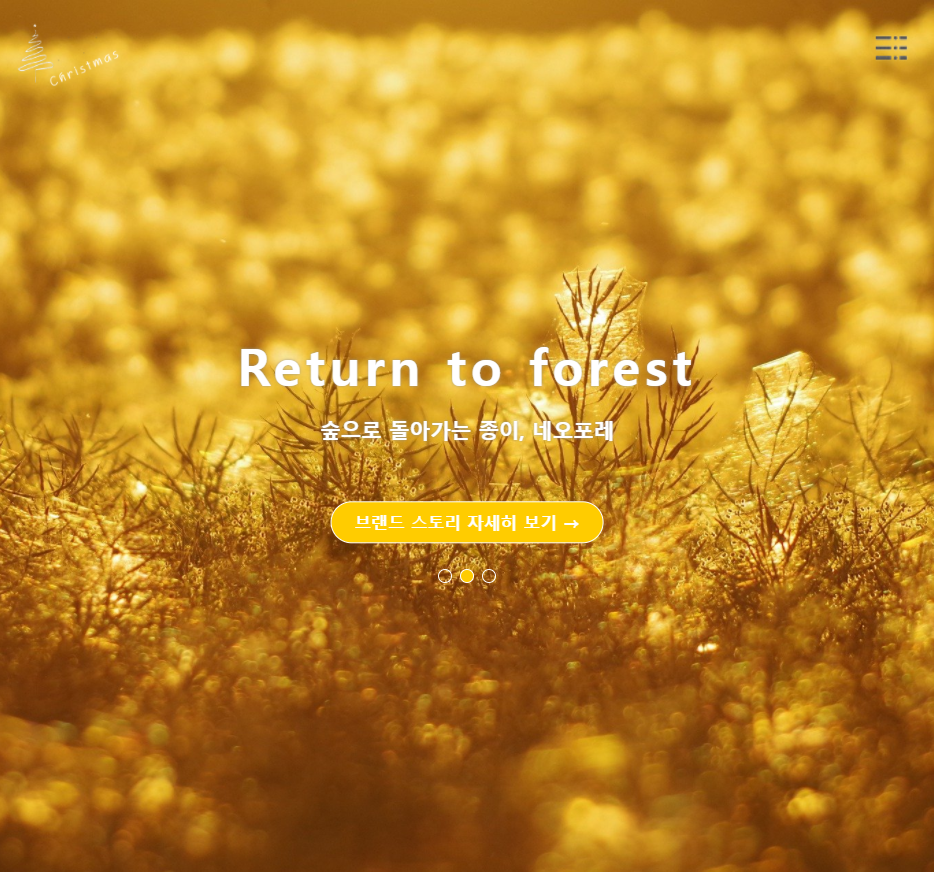 Christmas
Return to forest
숲으로 돌아가는 종이, 네오포레
브랜드 스토리 자세히 보기 →